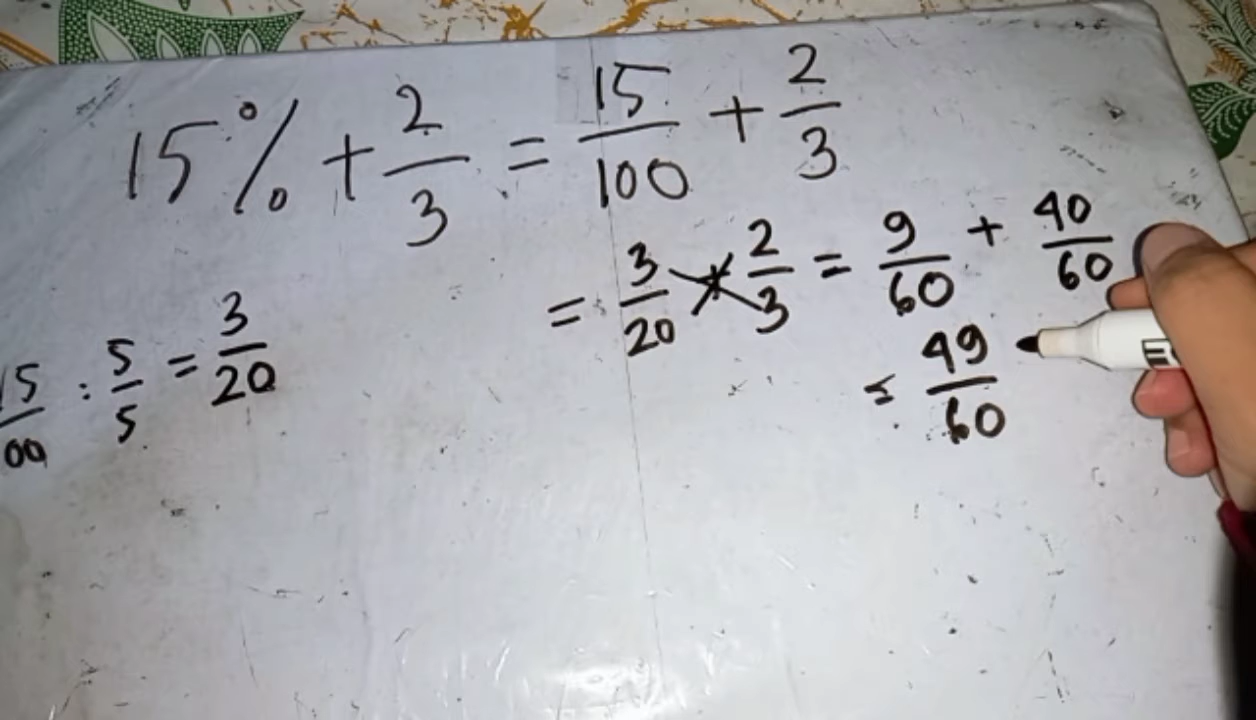 15% + 2/3 = 15/100 + 2/3
= 3/20 + 2/3 = 9/60 + 40/60
15/00 : 5/5 = 3/20
= 49/60